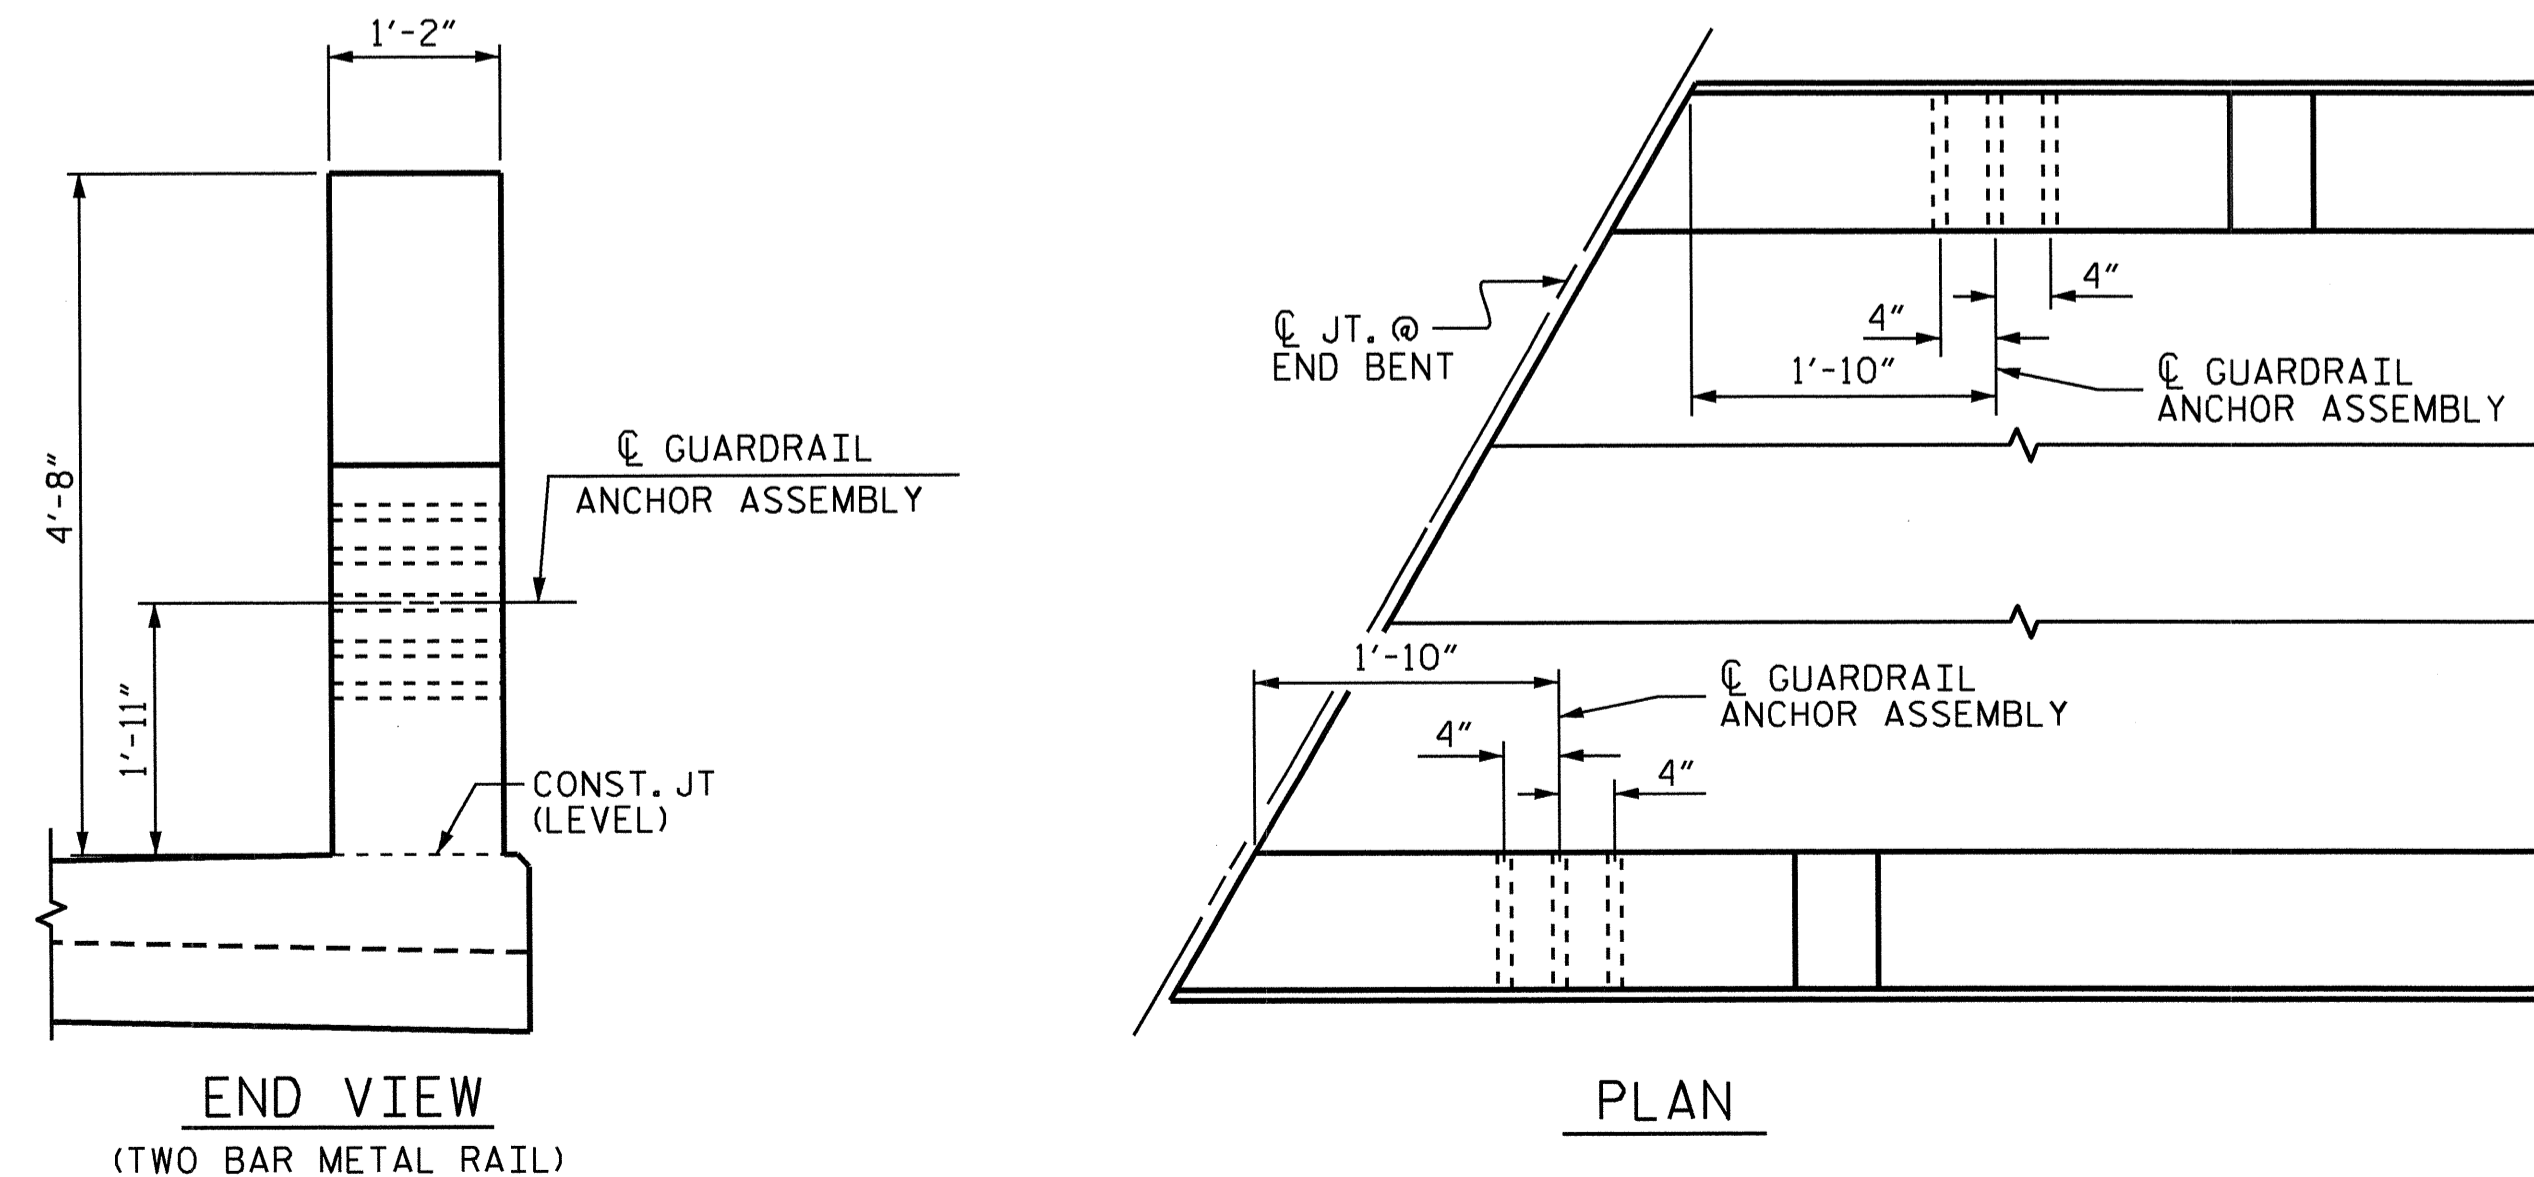 1'-2"
4'-8"
1'-11"
℄ GUARDRAIL
ANCHOR ASSEMBLY
CONST. JT
(LEVEL)
END VIEW
(TWO BAR METAL RAIL)
℄ JT. @
END BENT
4"
4"
1'-10"
℄ GUARDRAIL
ANCHOR ASSEMBLY
1'-10"
℄ GUARDRAIL
ANCHOR ASSEMBLY
4"
4"
PLAN